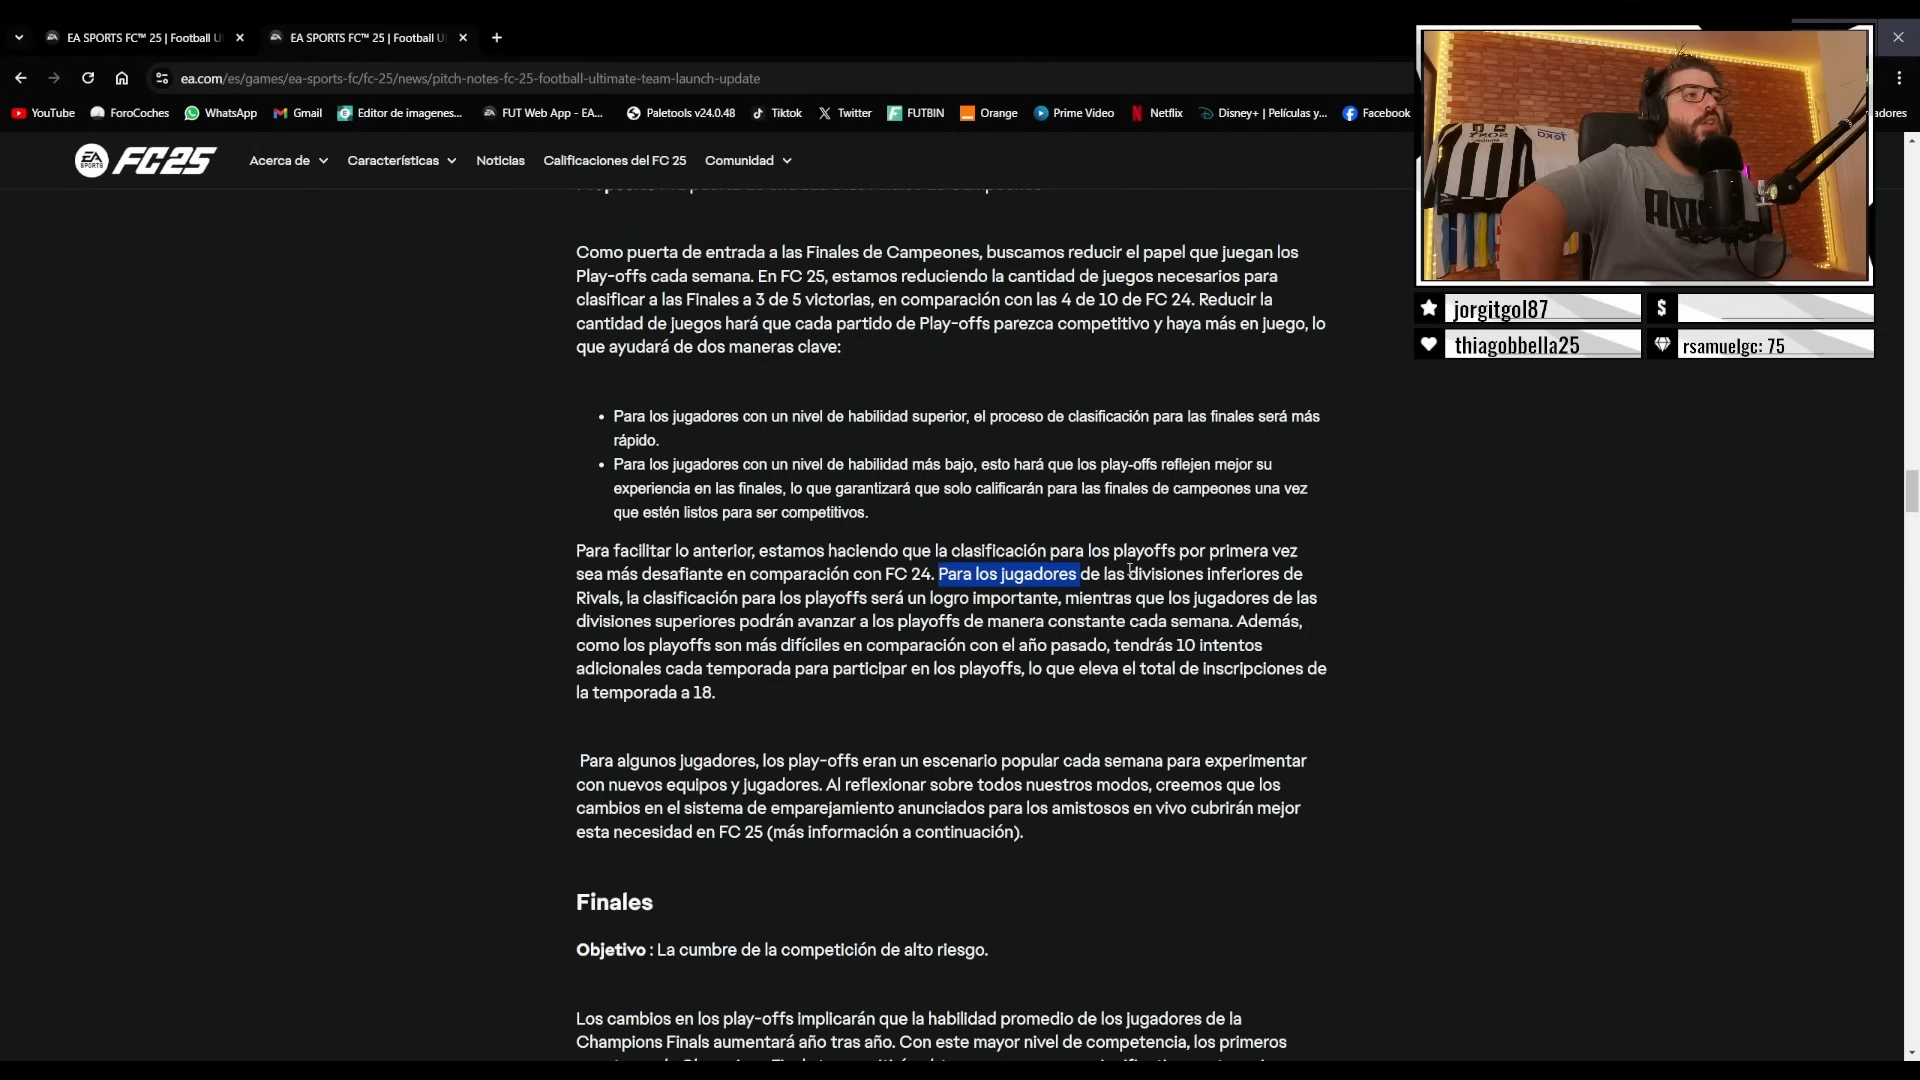 EA SPORTS FC™ 25 | Football U
EA SPORTS FC™ 25 | Football U
ea.com/es/games/ea-sports-fc/fc-25/news/pitch-notes-fc-25-football-ultimate-team-launch-update
YouTube
ForoCoches
WhatsApp
Gmail
Editor de imagenes...
FUT Web App - EA...
Paletools v24.0.48
Tiktok
Twitter
FUTBIN
Orange
Prime Video
Netflix
Disney+ | Películas y...
Facebook
adores
EA SPORTS FC25
Acerca de
Características
Noticias
Calificaciones del FC 25
Comunidad
Como puerta de entrada a las Finales de Campeones, buscamos reducir el papel que juegan los
Play-offs cada semana. En FC 25, estamos reduciendo la cantidad de juegos necesarios para
clasificar a las Finales a 3 de 5 victorias, en comparación con las 4 de 10 de FC 24. Reducir la
cantidad de juegos hará que cada partido de Play-offs parezca competitivo y haya más en juego, lo
que ayudará de dos maneras clave:
• Para los jugadores con un nivel de habilidad superior, el proceso de clasificación para las finales será más
rápido.
• Para los jugadores con un nivel de habilidad más bajo, esto hará que los play-offs reflejen mejor su
experiencia en las finales, lo que garantizará que solo calificarán para las finales de campeones una vez
que estén listos para ser competitivos.
Para facilitar lo anterior, estamos haciendo que la clasificación para los playoffs por primera vez
sea más desafiante en comparación con FC 24. Para los jugadores de las divisiones inferiores de
Rivals, la clasificación para los playoffs será un logro importante, mientras que los jugadores de las
divisiones superiores podrán avanzar a los playoffs de manera constante cada semana. Además,
como los playoffs son más difíciles en comparación con el año pasado, tendrás 10 intentos
adicionales cada temporada para participar en los playoffs, lo que eleva el total de inscripciones de
la temporada a 18.
Para algunos jugadores, los play-offs eran un escenario popular cada semana para experimentar
con nuevos equipos y jugadores. Al reflexionar sobre todos nuestros modos, creemos que los
cambios en el sistema de emparejamiento anunciados para los amistosos en vivo cubrirán mejor
esta necesidad en FC 25 (más información a continuación).
Finales
Objetivo : La cumbre de la competición de alto riesgo.
Los cambios en los play-offs implicarán que la habilidad promedio de los jugadores de la
Champions Finals aumentará año tras año. Con este mayor nivel de competencia, los primeros
jorgitgol87
$
thiagobbella25
rsamuelgc: 75